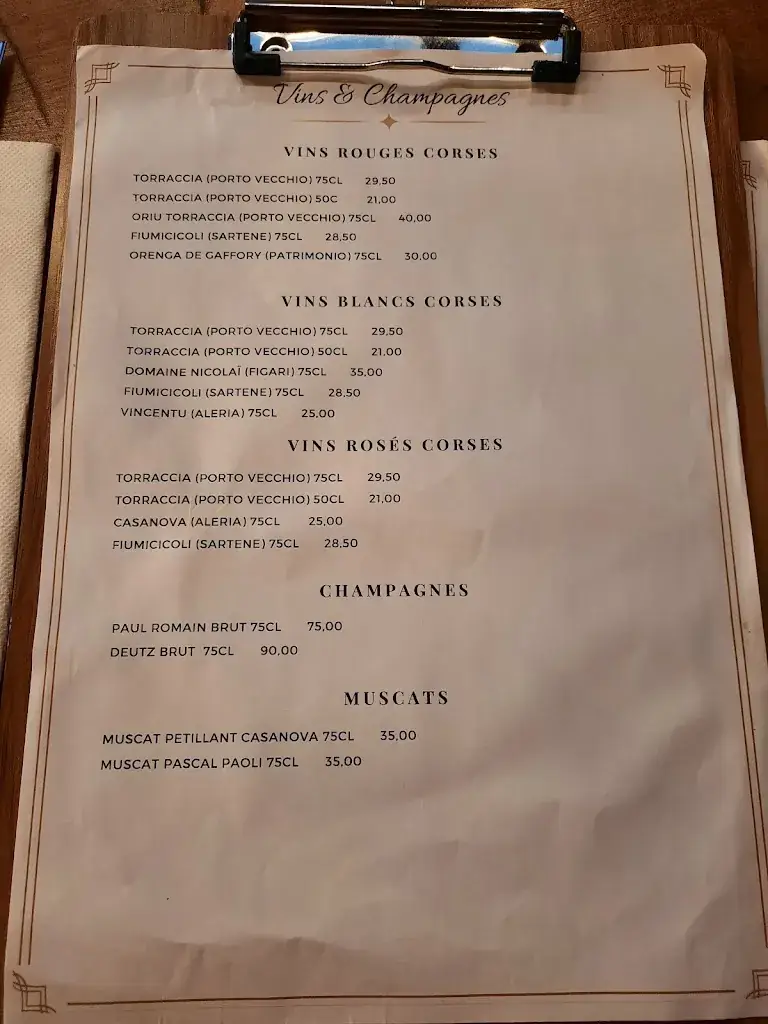 Vins & Champagnes
VINS ROUGES CORSES
TORRACCIA (PORTO VECCHIO) 75CL 29,50
TORRACCIA (PORTO VECCHIO) 50C 21,00
ORIU TORRACCIA (PORTO VECCHIO) 75CL 40,00
FIUMICICOLI (SARTENE) 75CL 28,50
ORENGA DE GAFFORY (PATRIMONIO) 75CL 30,00
VINS BLANCS CORSES
TORRACCIA (PORTO VECCHIO) 75CL 29,50
TORRACCIA (PORTO VECCHIO) 50CL 21,00
DOMAINE NICOLAÏ (FIGARI) 75CL 35,00
FIUMICICOLI (SARTENE) 75CL 28,50
VINCENTU (ALERIA) 75CL 25,00
VINS ROSÉS CORSES
TORRACCIA (PORTO VECCHIO) 75CL 29,50
TORRACCIA (PORTO VECCHIO) 50CL 21,00
CASANOVA (ALERIA) 75CL 25,00
FIUMICICOLI (SARTENE) 75CL 28,50
CHAMPAGNES
PAUL ROMAIN BRUT 75CL 75,00
DEUTZ BRUT 75CL 90,00
MUSCATS
MUSCAT PETILLANT CASANOVA 75CL 35,00
MUSCAT PASCAL PAOLI 75CL 35,00